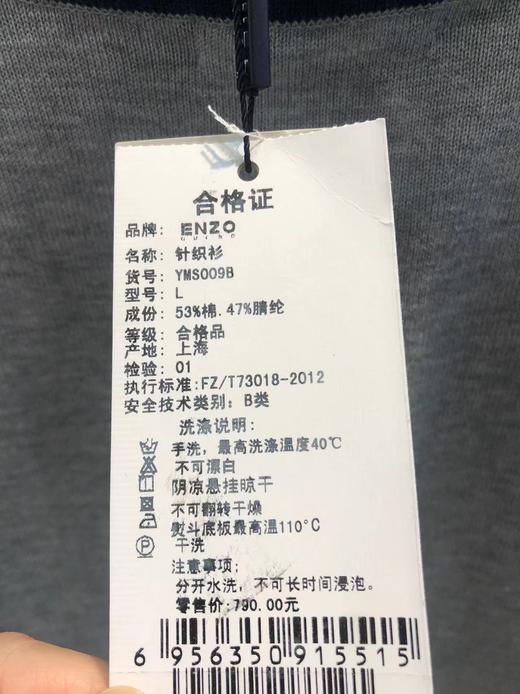 合格证
品牌: ENZO
名称: 针织衫
货号: YMS009B
型号: L
成份: 53%棉.47%腈纶
等级: 合格品
产地: 上海
检验: 01
执行标准:FZ/T73018-2012
安全技术类别: B类
洗涤说明:
手洗，最高洗涤温度40℃
不可漂白
阴凉悬挂晾干
不可翻转干燥
熨斗底板最高温110°C
干洗
注意事项:
分开水洗，不可长时间浸泡。
零售价:790.00元
6 956350 915515